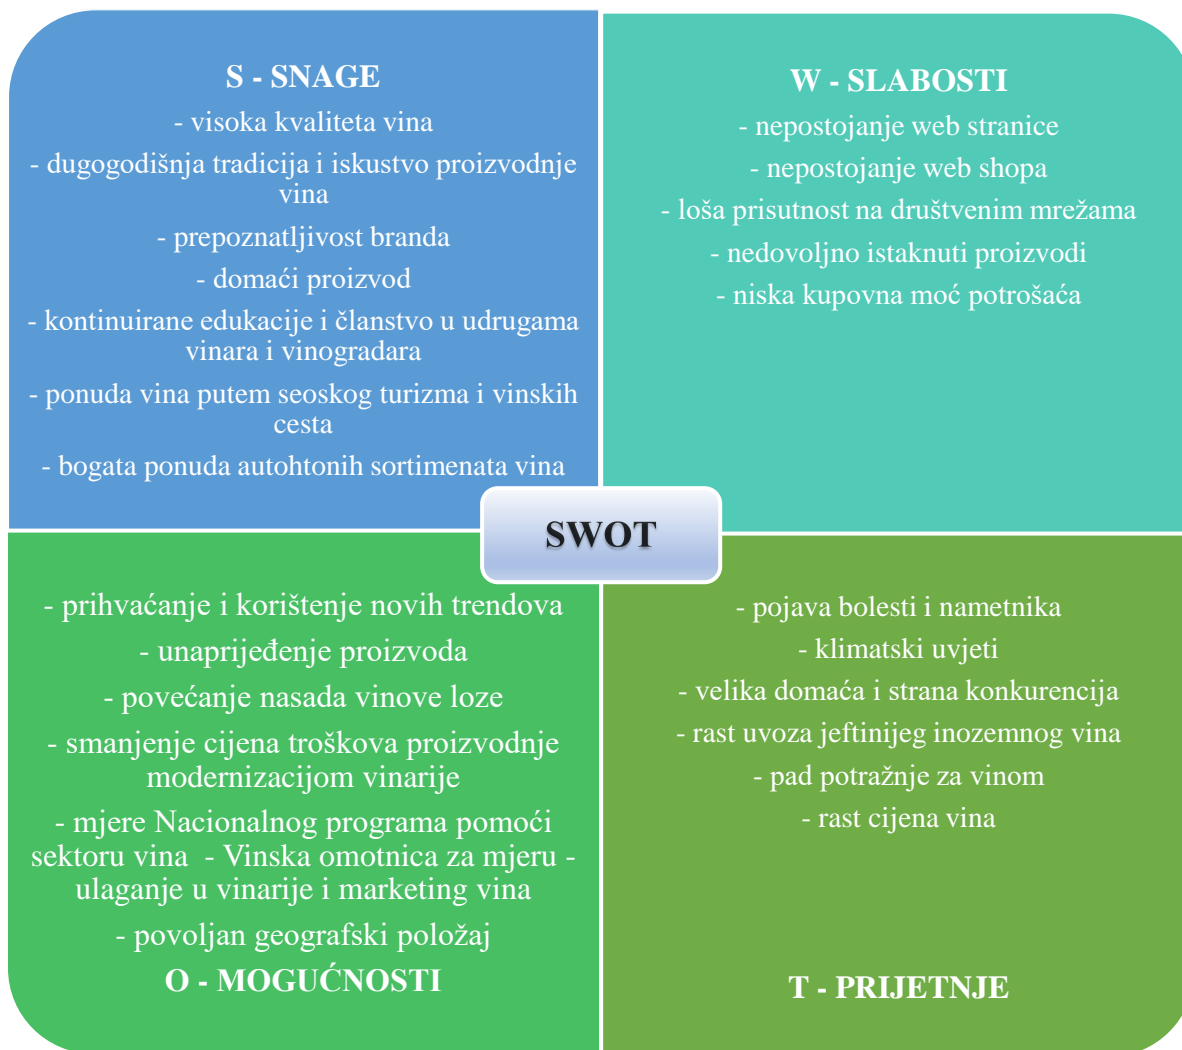 S - SNAGE
- visoka kvaliteta vina
- dugogodišnja tradicija i iskustvo proizvodnje
vina
- prepoznatljivost branda
- domaći proizvod
- kontinuirane edukacije i članstvo u udrugama
vinara i vinogradara
- ponuda vina putem seoskog turizma i vinskih
cesta
- bogata ponuda autohtonih sortimenata vina
W - SLABOSTI
- nepostojanje web stranice
- nepostojanje web shopa
- loša prisutnost na društvenim mrežama
- nedovoljno istaknuti proizvodi
- niska kupovna moć potrošaća
SWOT
- prihvaćanje i korištenje novih trendova
- unaprijeđenje proizvoda
- povećanje nasada vinove loze
- smanjenje cijena troškova proizvodnje
modernizacijom vinarije
- mjere Nacionalnog programa pomoći
sektoru vina - Vinska omotnica za mjeru -
ulaganje u vinarije i marketing vina
- povoljan geografski položaj
O - MOGUĆNOSTI
- pojava bolesti i nametnika
- klimatski uvjeti
- velika domaća i strana konkurencija
- rast uvoza jeftinijeg inozemnog vina
- pad potražnje za vinom
- rast cijena vina
T - PRIJETNJE